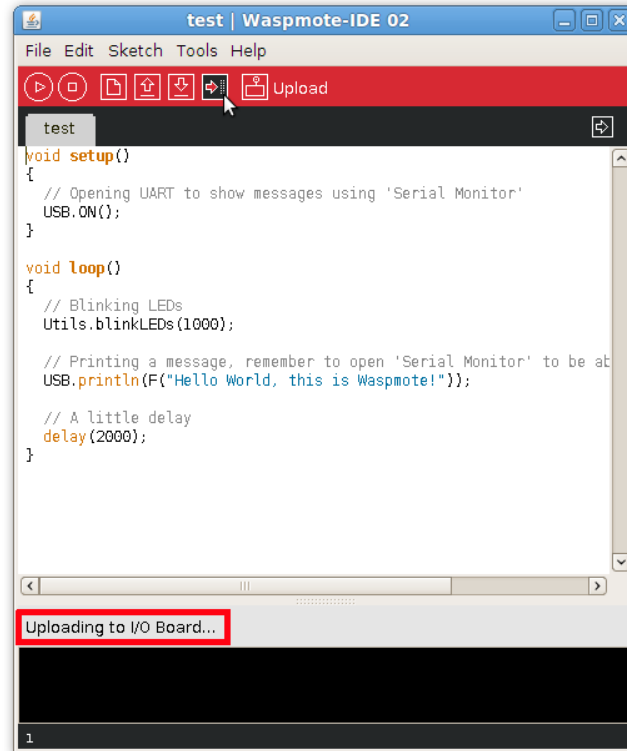 test | Waspmote-IDE 02
File Edit Sketch Tools Help
Upload
test
void setup()
{
// Opening UART to show messages using 'Serial Monitor'
USB.ON();
}
void loop()
{
// Blinking LEDs
Utils.blinkLEDs(1000);
// Printing a message, remember to open 'Serial Monitor' to be ab
USB.println(F("Hello World, this is Waspmote!"));
// A little delay
delay(2000);
}
Uploading to I/O Board...
1